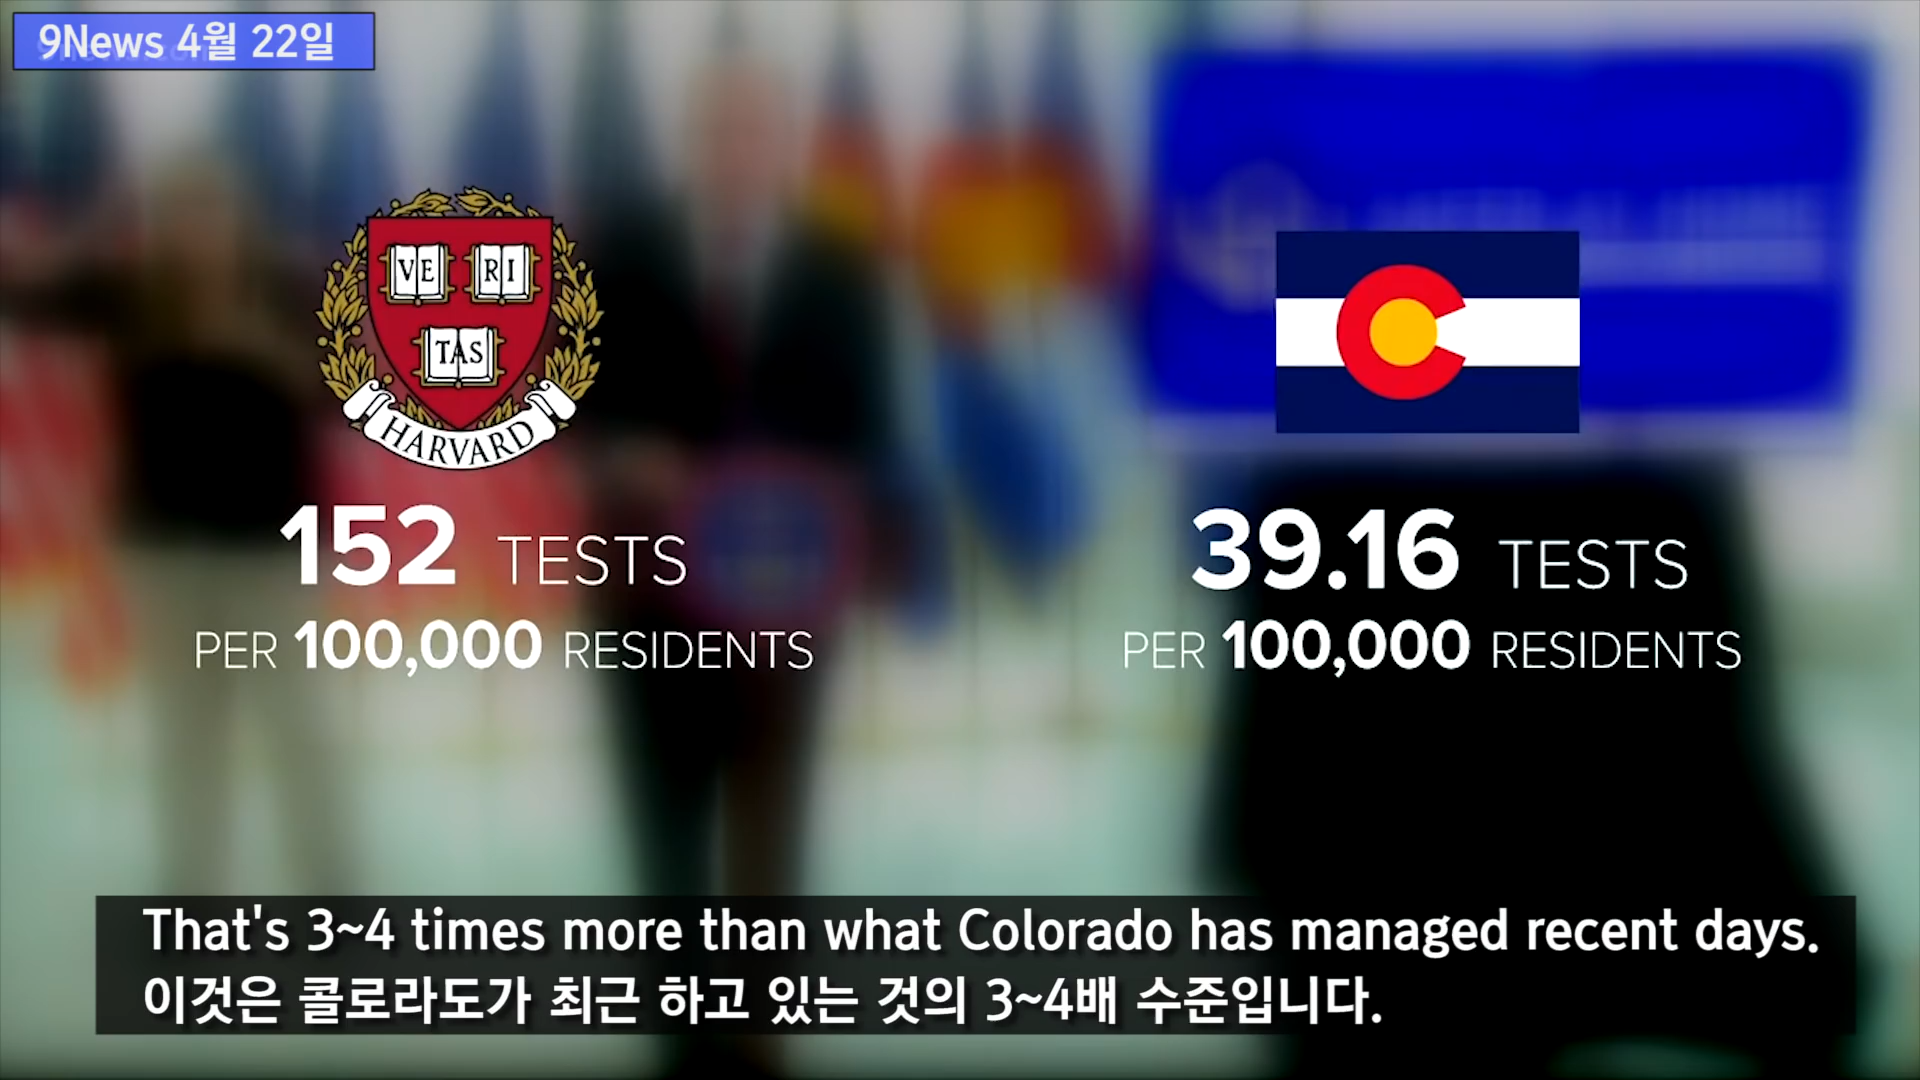 9News 4월 22일
VE RI
TAS
HARVARD
152 TESTS
PER 100,000 RESIDENTS
39.16 TESTS
PER 100,000 RESIDENTS
That's 3~4 times more than what Colorado has managed recent days.
이것은 콜로라도가 최근 하고 있는 것의 3~4배 수준입니다.